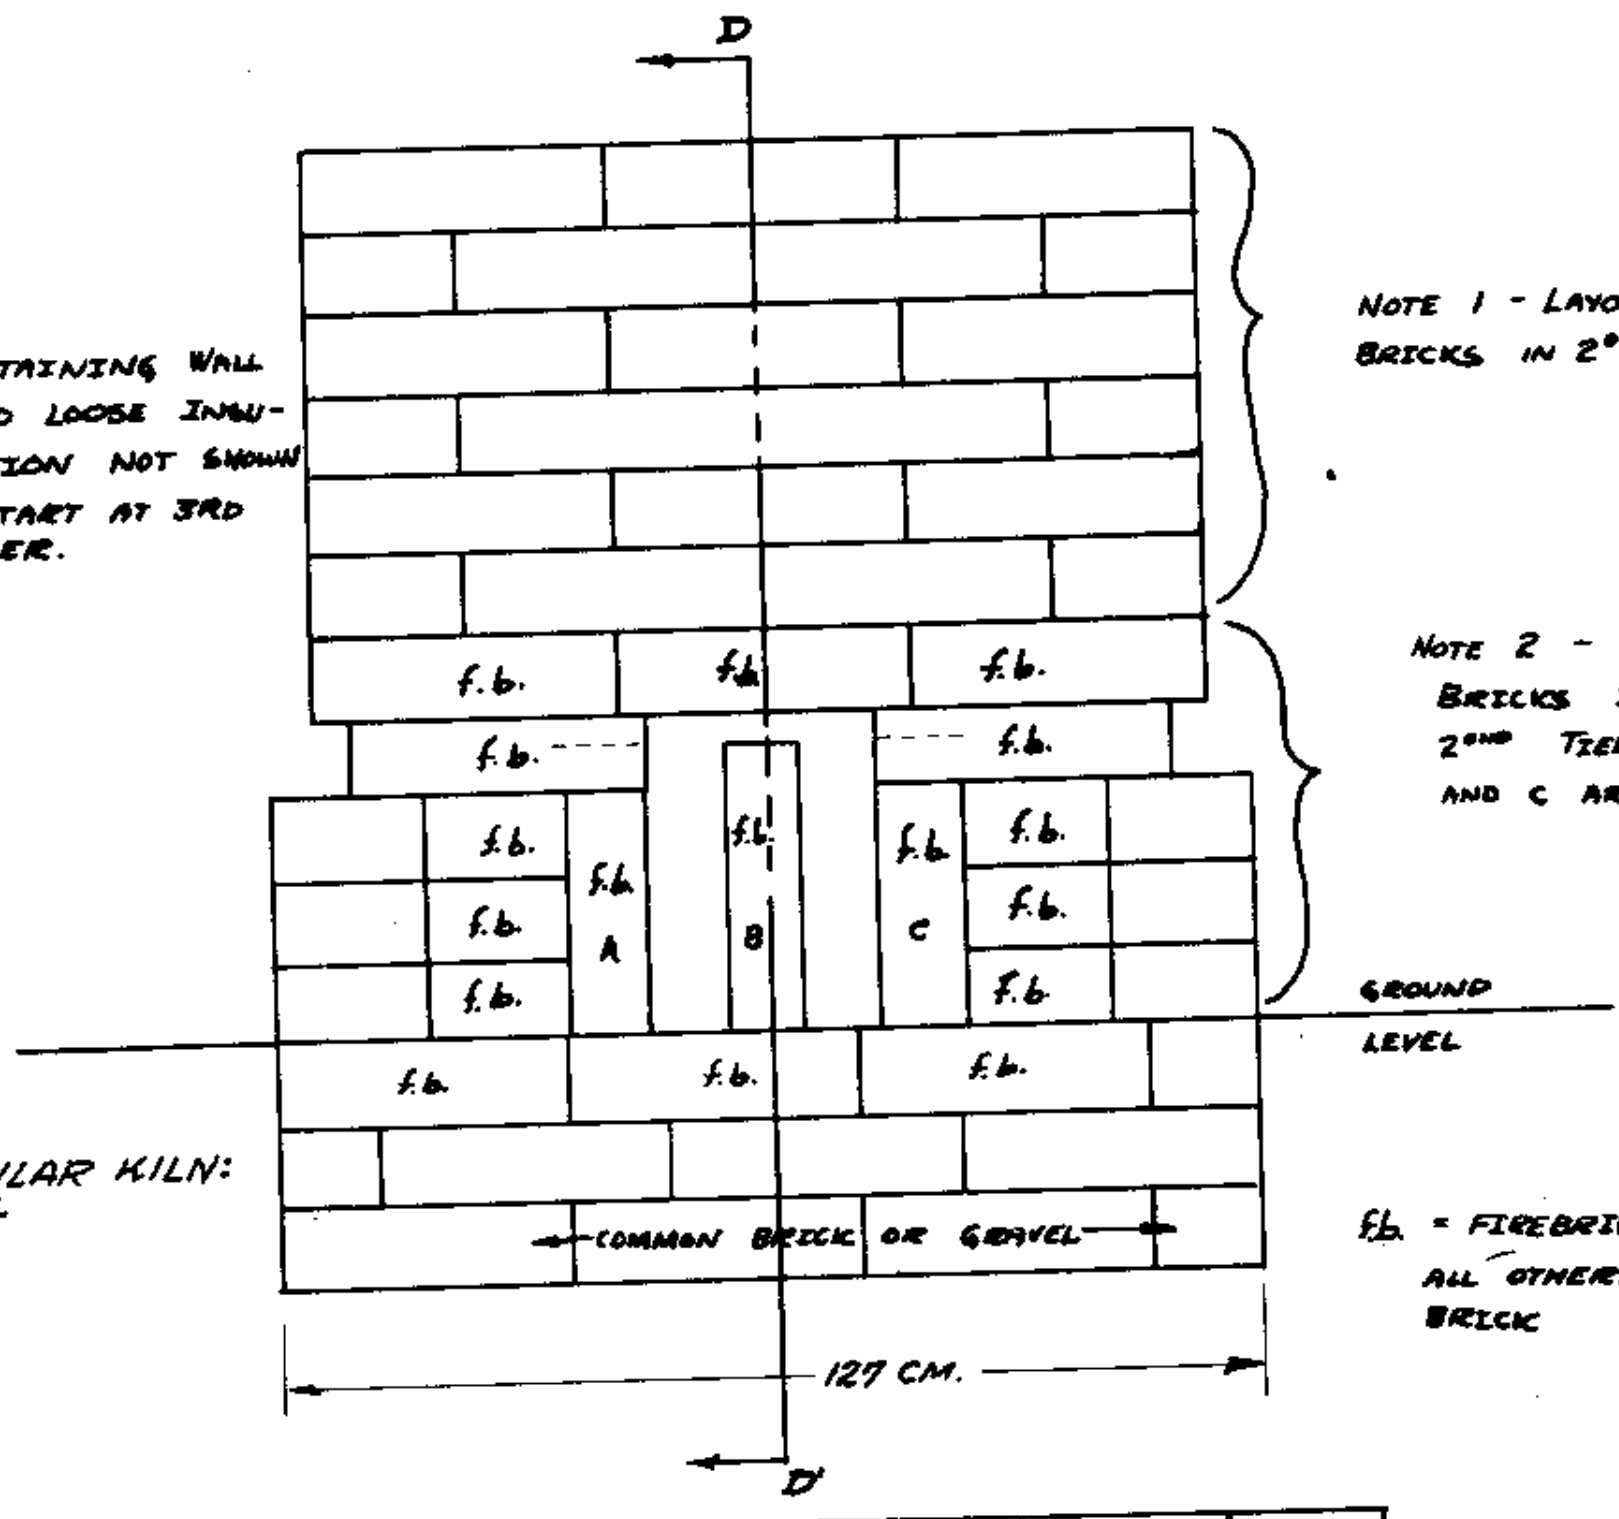 D
TAINING WALL
D LOOSE INSU-
TION NOT SHOWN
TART AT 3RD
ER.
NOTE 1 - LAYO
BRICKS IN 2º
f.b.
f.b.
f.b.
NOTE 2 -
BRICKS
2ND TIE
AND C AR
f.b.
f.b.
f.b.
f.b.
f.b.
f.b.
f.b.
f.b.
A
B
C
f.b.
f.b.
f.b.
f.b.
GROUND
LEVEL
f.b.
f.b.
f.b.
LAR KILN:
COMMON BRICK OR GRAVEL
f.b. = FIREBRI
ALL OTHER
BRICK
127 CM.
D'